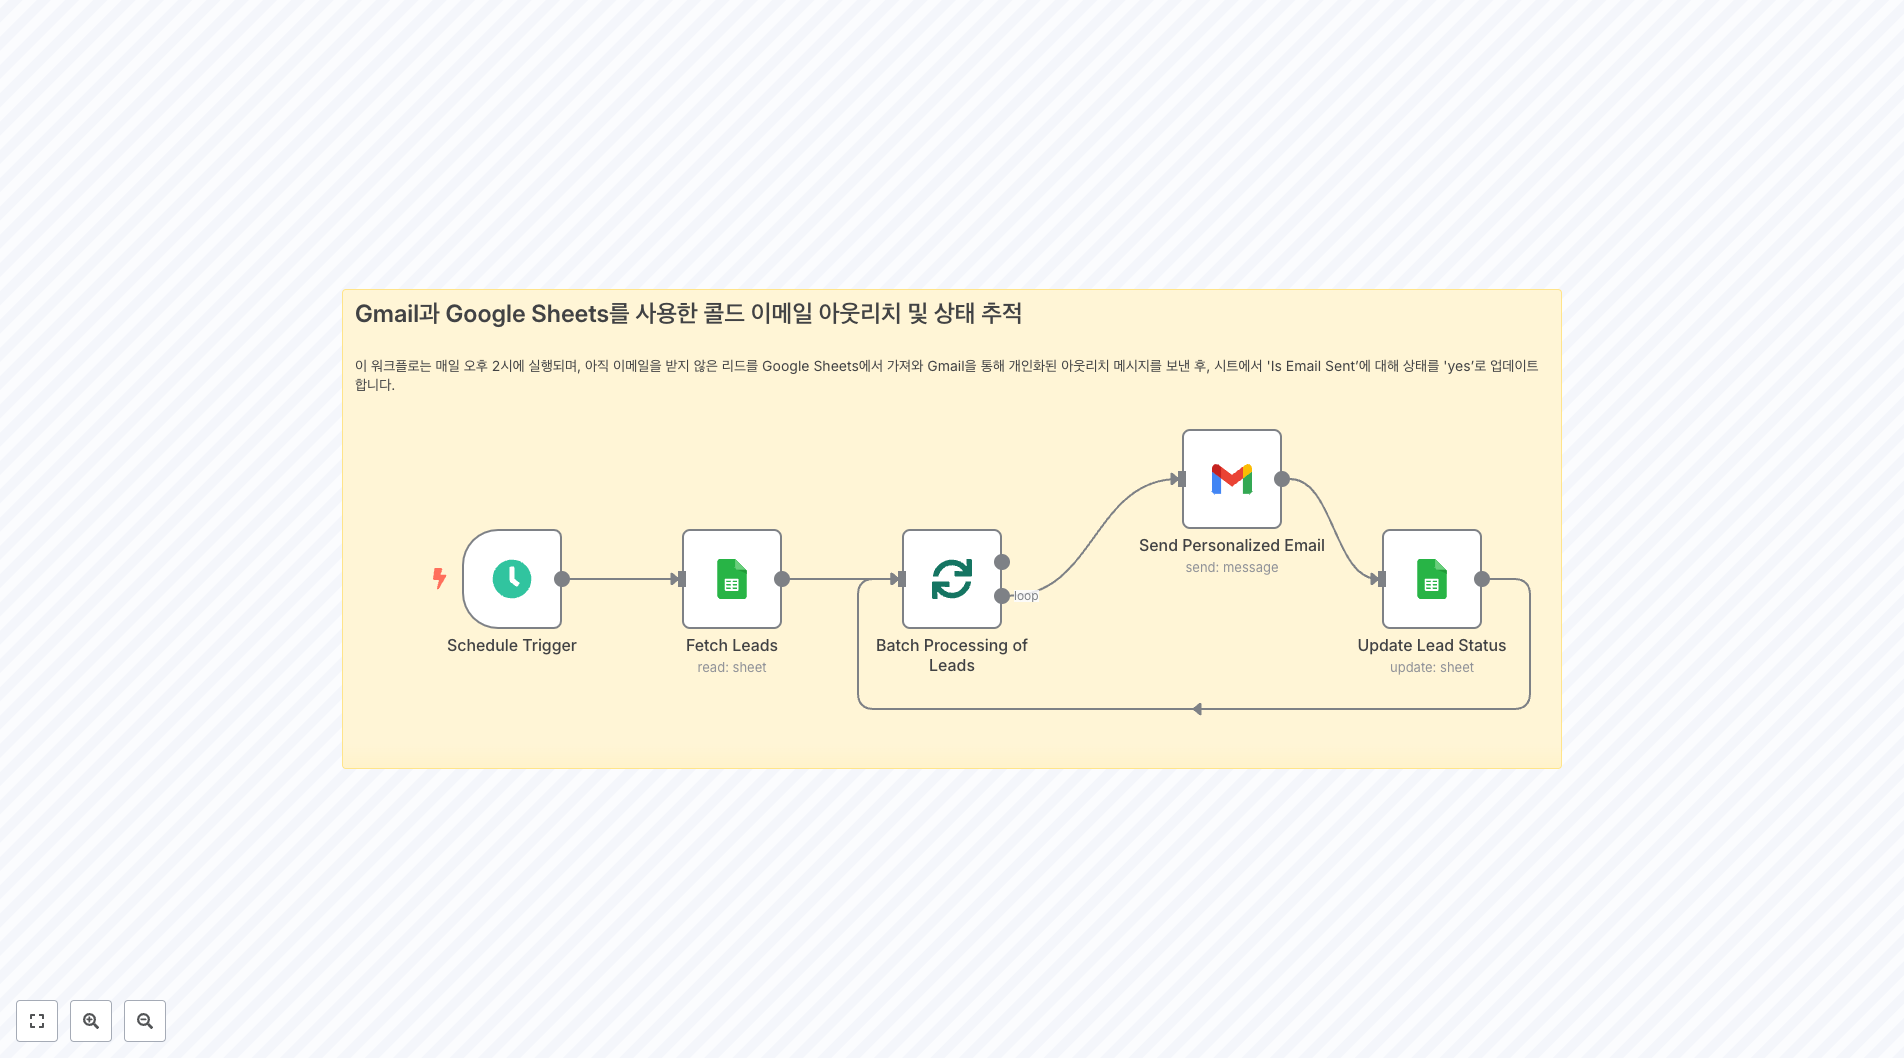 Gmail과 Google Sheets를 사용한 콜드 이메일 아웃리치 및 상태 추적
이 워크플로는 매일 오후 2시에 실행되며, 아직 이메일을 받지 않은 리드를 Google Sheets에서 가져와 Gmail을 통해 개인화된 아웃리치 메시지를 보낸 후, 시트에서 'Is Email Sent’에 대해 상태를 'yes’로 업데이트
합니다.
Send Personalized Email
send: message
loop
Schedule Trigger
Fetch Leads
read: sheet
Batch Processing of
Leads
Update Lead Status
update: sheet